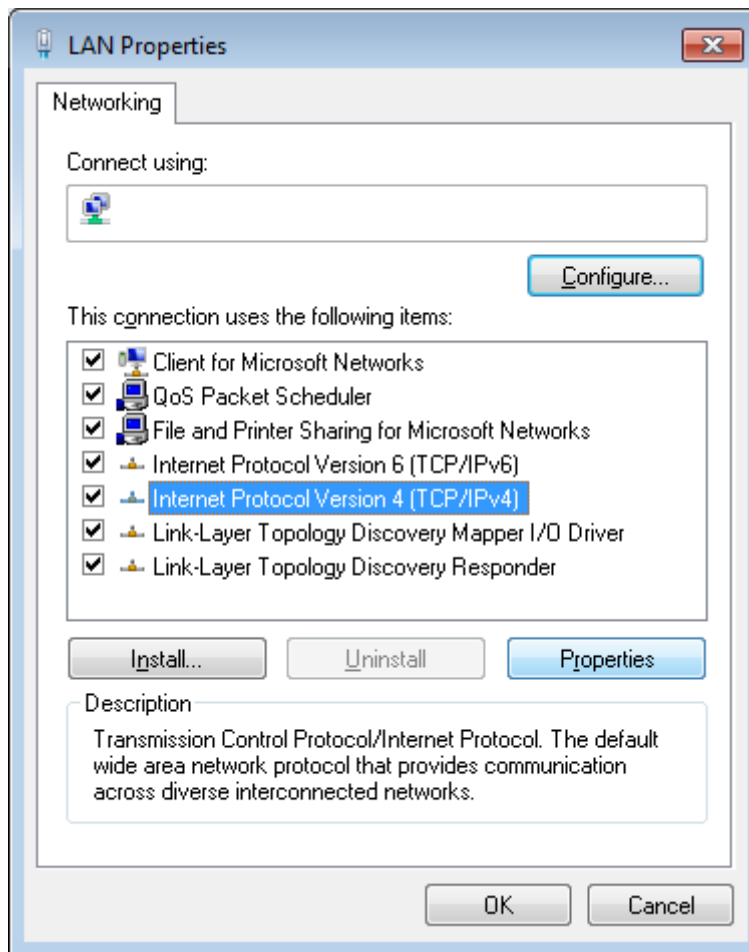 LAN Properties
Networking
Connect using:
Configure...
This connection uses the following items:
Client for Microsoft Networks
QoS Packet Scheduler
File and Printer Sharing for Microsoft Networks
Internet Protocol Version 6 (TCP/IPv6)
Internet Protocol Version 4 (TCP/IPv4)
Link-Layer Topology Discovery Mapper I/O Driver
Link-Layer Topology Discovery Responder
Install...
Uninstall
Properties
Description
Transmission Control Protocol/Internet Protocol. The default
wide area network protocol that provides communication
across diverse interconnected networks.
OK
Cancel